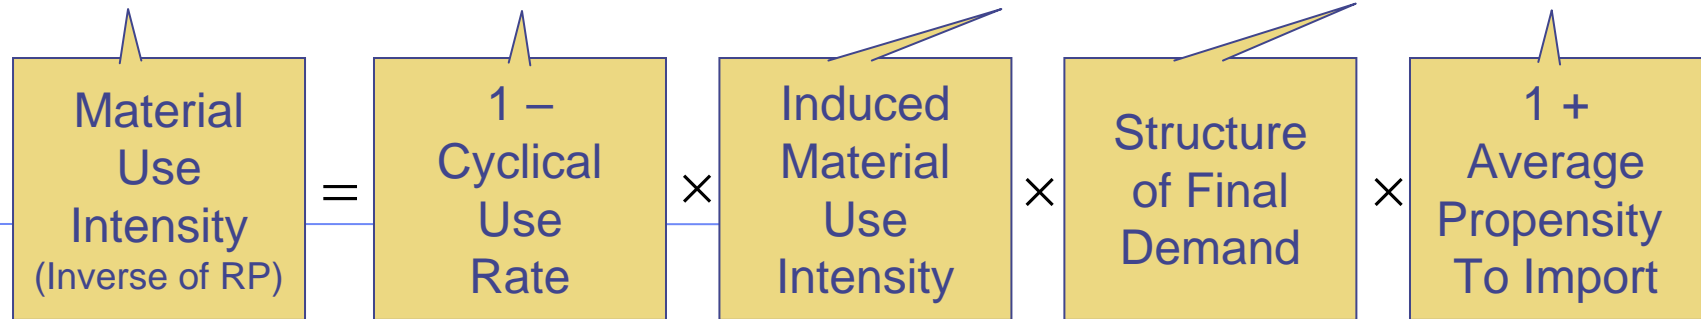 Material
Use
Intensity
(Inverse of RP)
=
1 –
Cyclical
Use
Rate
×
Induced
Material
Use
Intensity
×
Structure
of Final
Demand
×
1 +
Average
Propensity
To Import